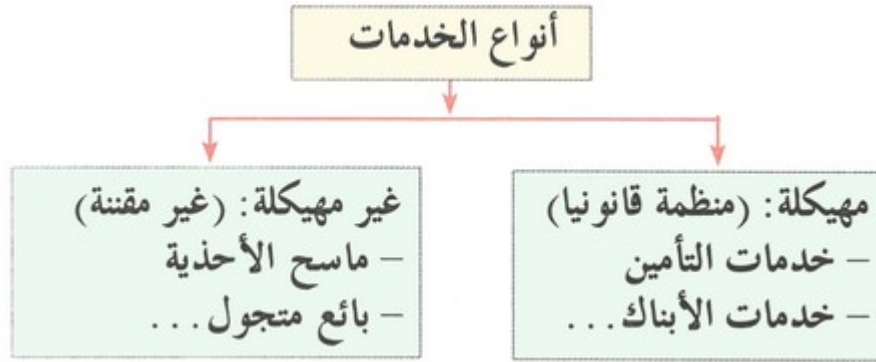 أنواع الخدمات
مهيكلة: (منظمة قانونيا)
– خدمات التأمين
– خدمات الأبناك...
غير مهيكلة: (غير مقننة)
– ماسح الأحذية
– بائع متجول...